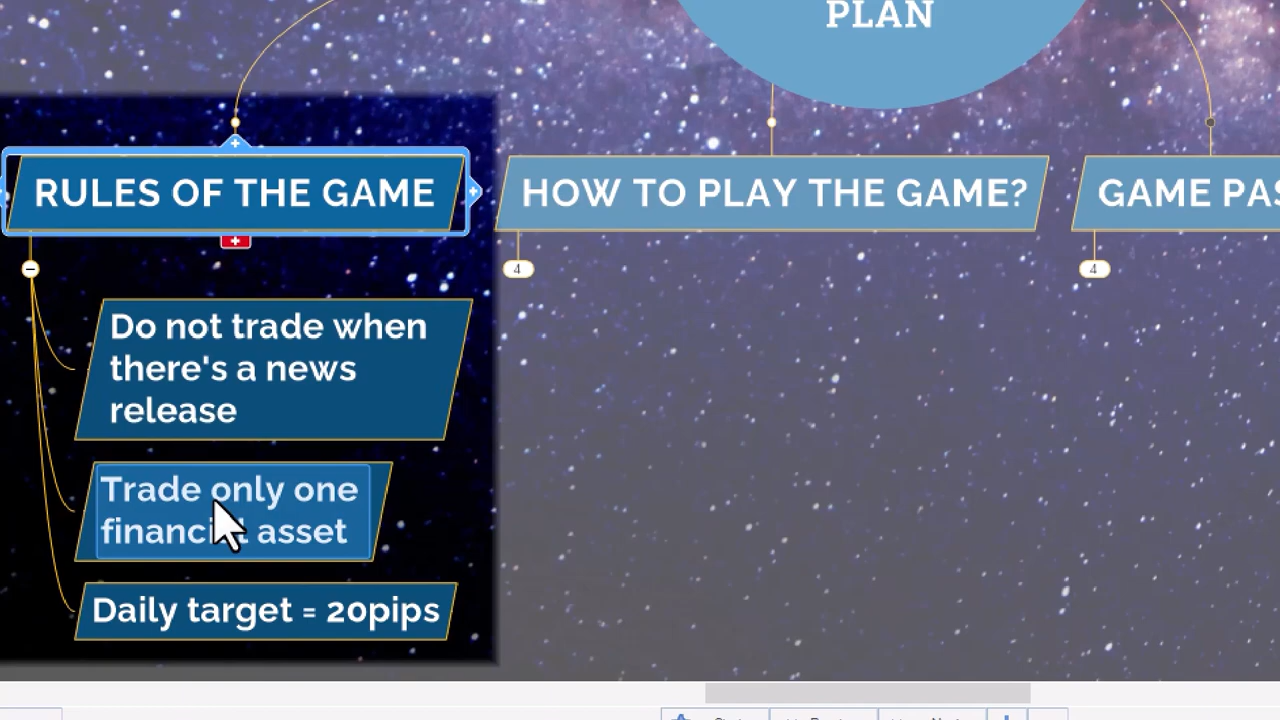 PLAN
RULES OF THE GAME
HOW TO PLAY THE GAME?
GAME PAS
4
4
Do not trade when
there's a news
release
Trade only one
financial asset
Daily target = 20pips